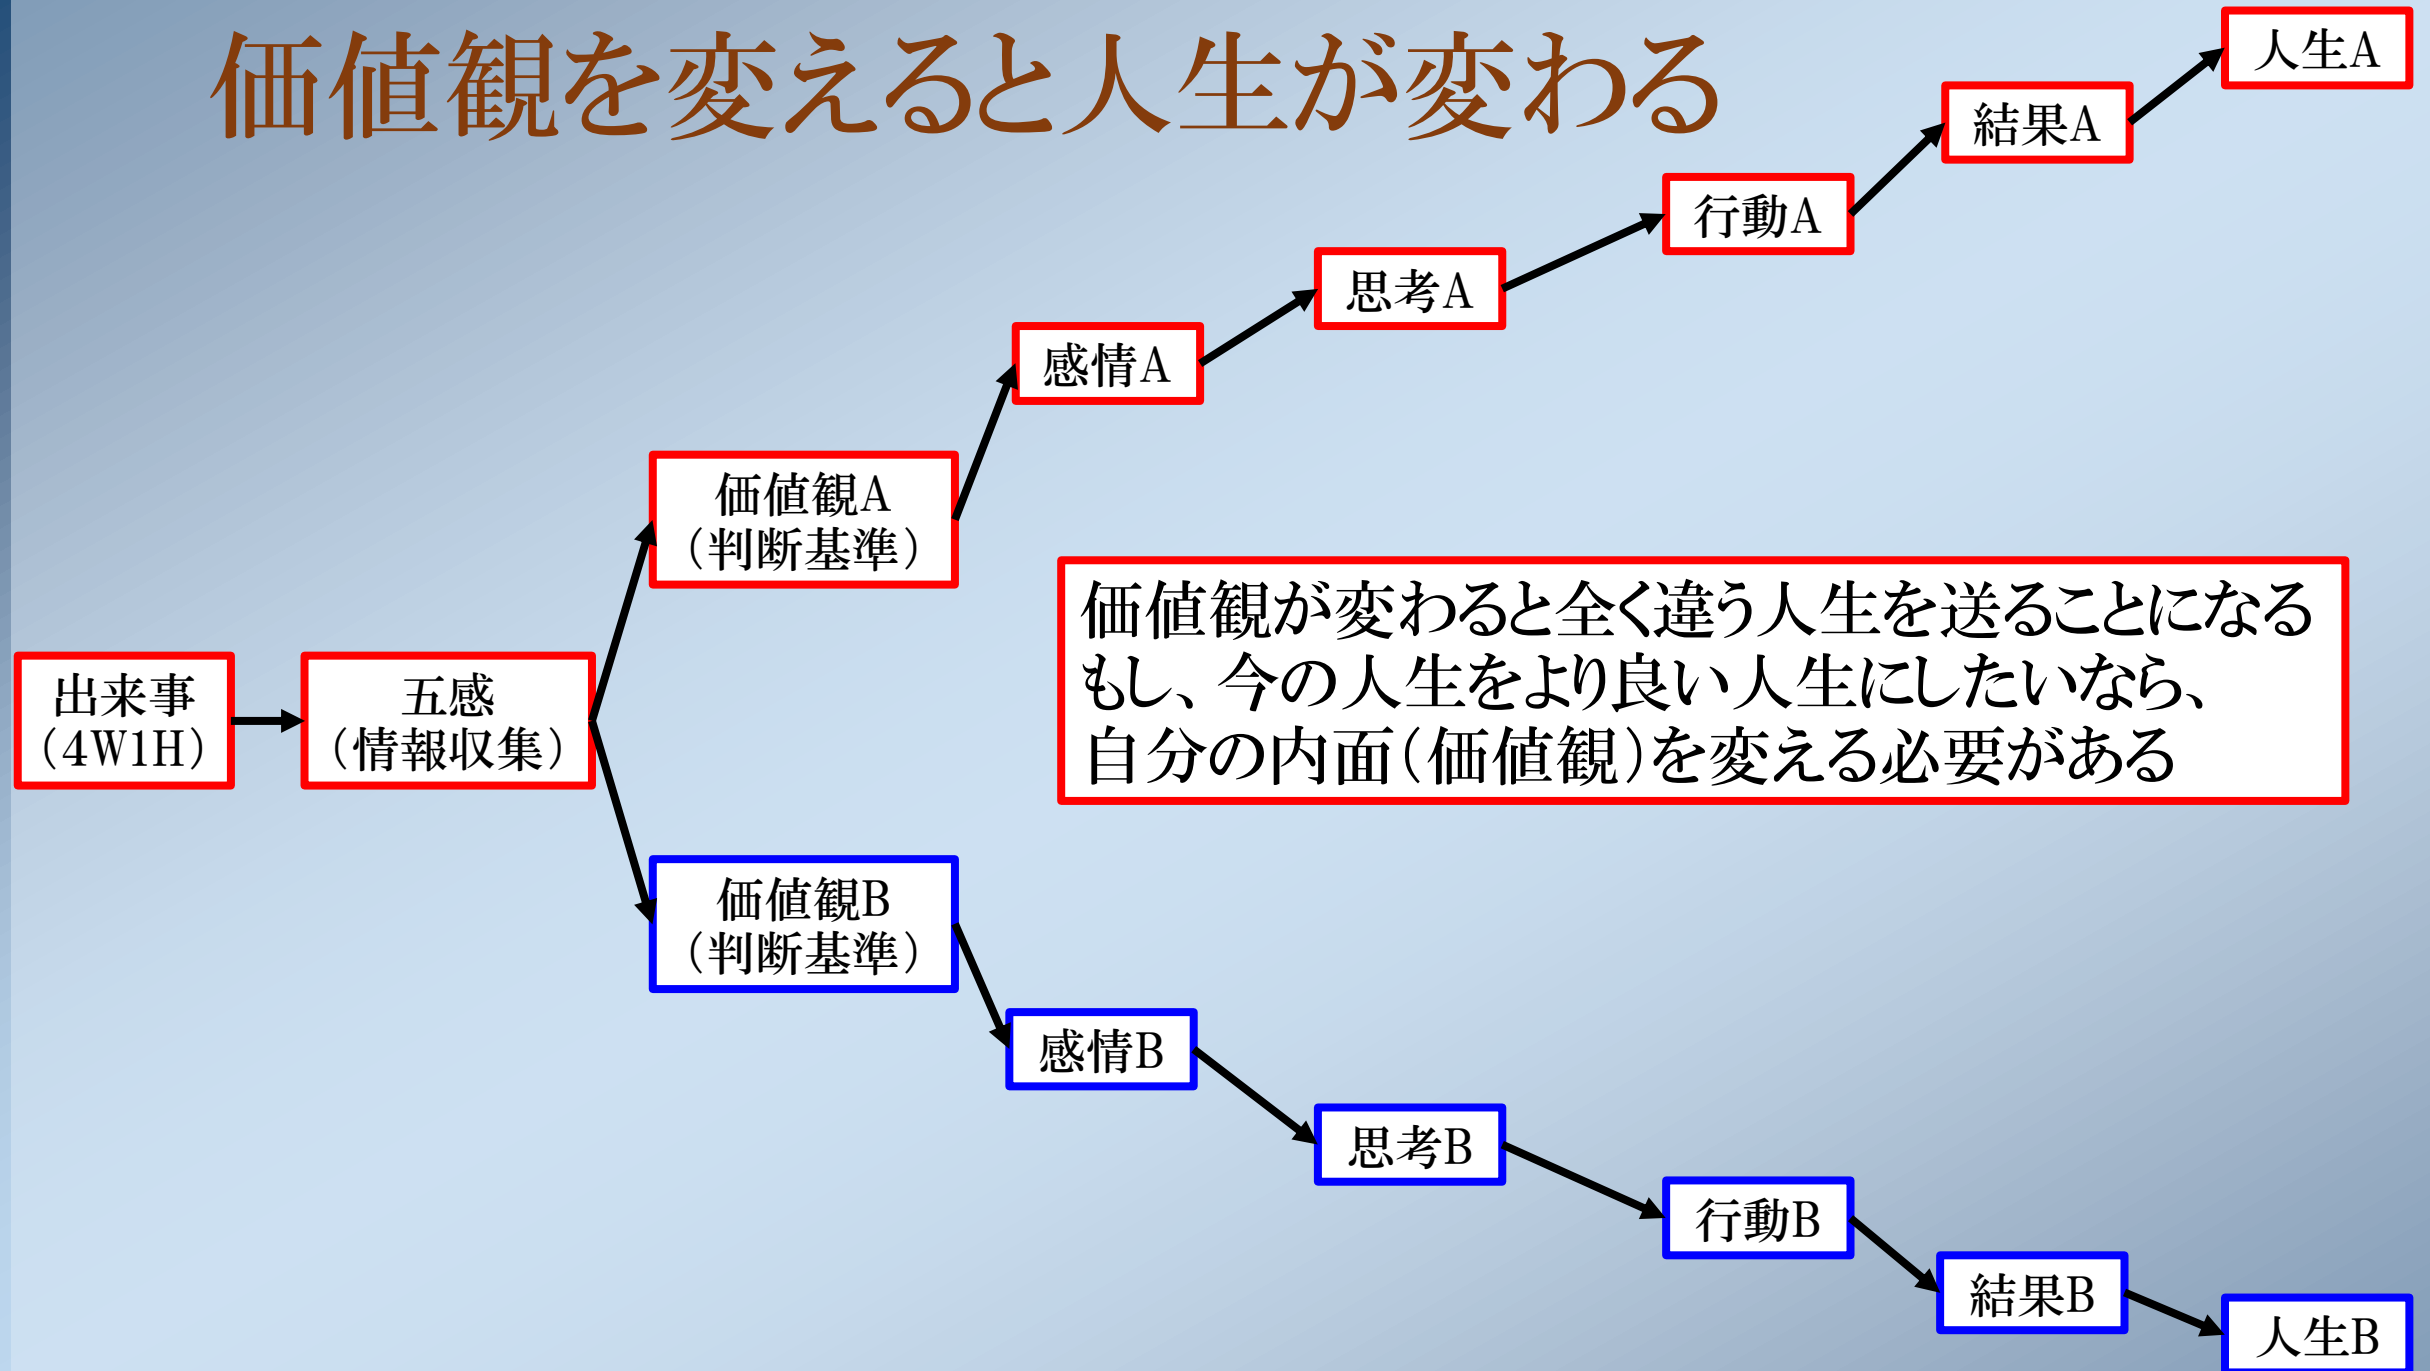 価値観を変えると人生が変わる
出来事
（4W1H）
五感
（情報収集）
価値観A
（判断基準）
感情A
思考A
行動A
結果A
人生A
価値観が変わると全く違う人生を送ることになる
もし、今の人生をより良い人生にしたいなら、
自分の内面（価値観）を変える必要がある
価値観B
（判断基準）
感情B
思考B
行動B
結果B
人生B